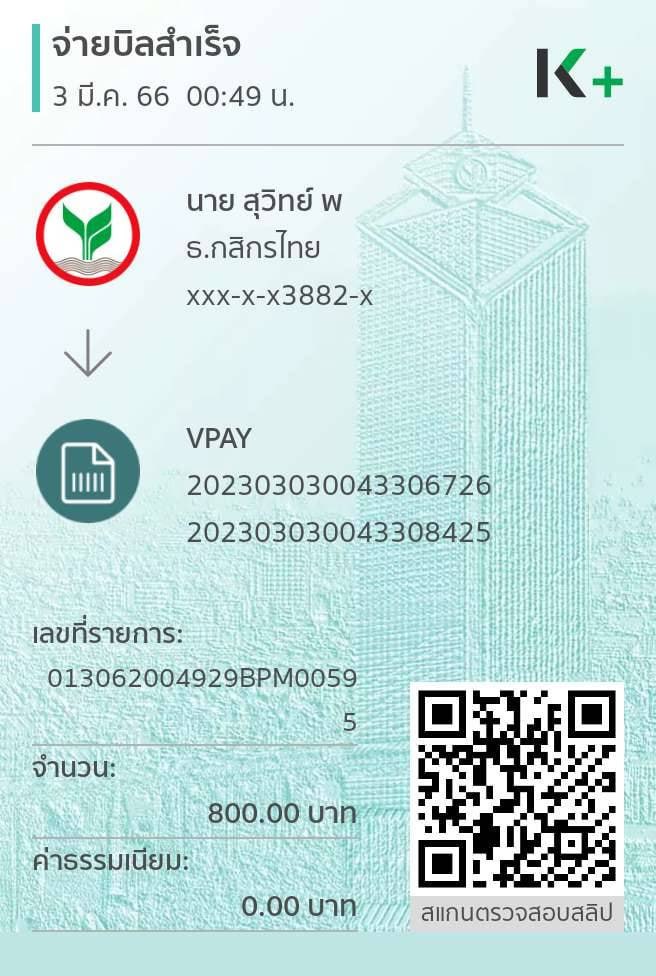 จ่ายบิลสำเร็จ
3 มี.ค. 66  00:49 น.
K+
นาย สุวิทย์ พ
ธ.กสิกรไทย
xxx-x-x3882-x
VPAY
202303030043306726
202303030043308425
เลขที่รายการ:
013062004929BPM0059
5
จำนวน:
800.00 บาท
ค่าธรรมเนียม:
0.00 บาท
สแกนตรวจสอบสลิป